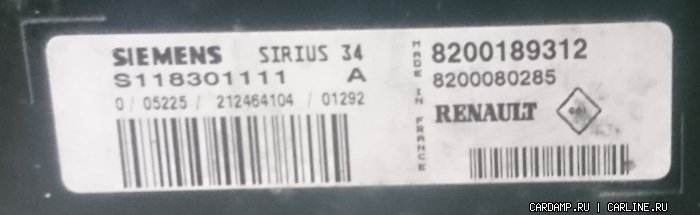 SIEMENS SIRIUS 34
S118301111 A
0 / 05225 / 212464104 / 01292
MADE IN FRANCE
8200189312
8200080285
RENAULT
CARDAMP.RU | CARLINE.RU